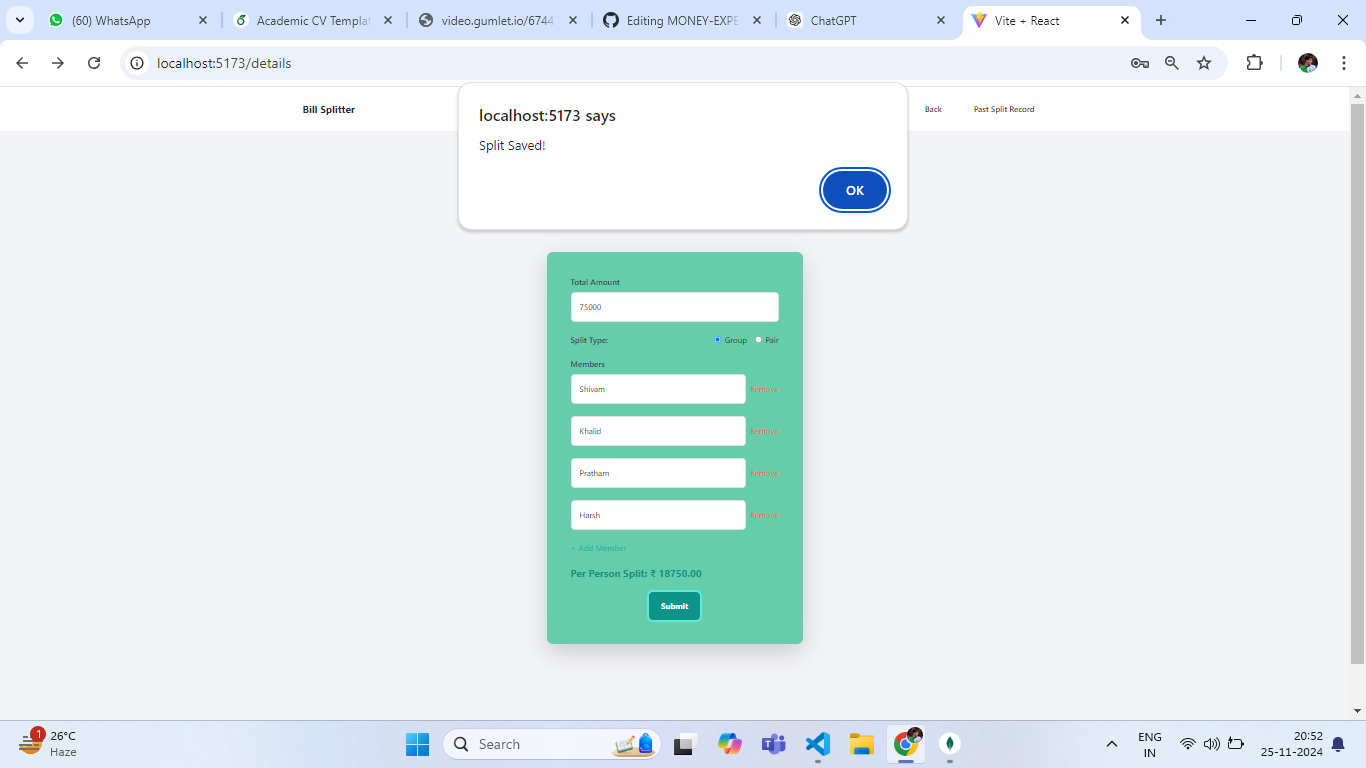 (60) WhatsApp
Academic CV Templa
video.gumlet.io/6744
Editing MONEY-EXPE
ChatGPT
Vite + React
localhost:5173/details
Bill Splitter
Back
Past Split Record
localhost:5173 says
Split Saved!
OK
Total Amount
75000
Split Type: Group Pair
Members
Shivam Remove
Khalid Remove
Pratham Remove
Harsh Remove
+ Add Member
Per Person Split: ₹ 18750.00
Submit
1
26°C
Haze
Search
ENG
IN
20:52
25-11-2024